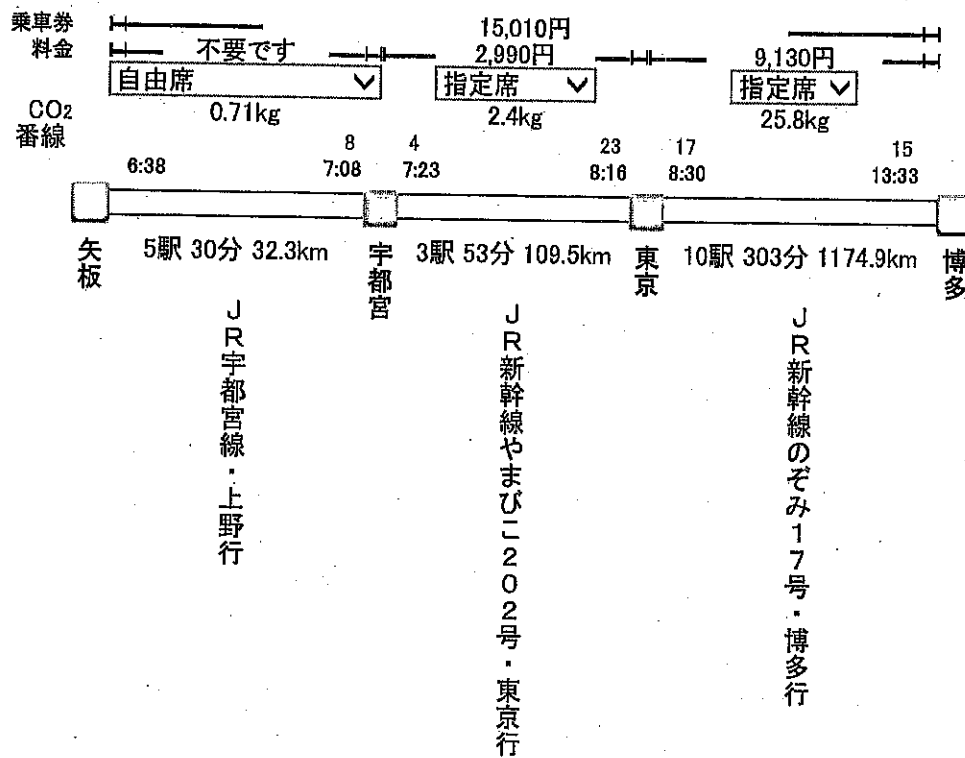 乗車券 15,010円
料金 不要です 2,990円 9,130円
自由席 指定席 指定席
CO2 0.71kg 2.4kg 25.8kg
番線 8 4 23 17 15
6:38 7:08 7:23 8:16 8:30 13:33
矢板 5駅 30分 32.3km 宇都宮 3駅 53分 109.5km 東京 10駅 303分 1174.9km 博多
JR宇都宮線・上野行
JR新幹線やまびこ202号・東京行
JR新幹線のぞみ17号・博多行